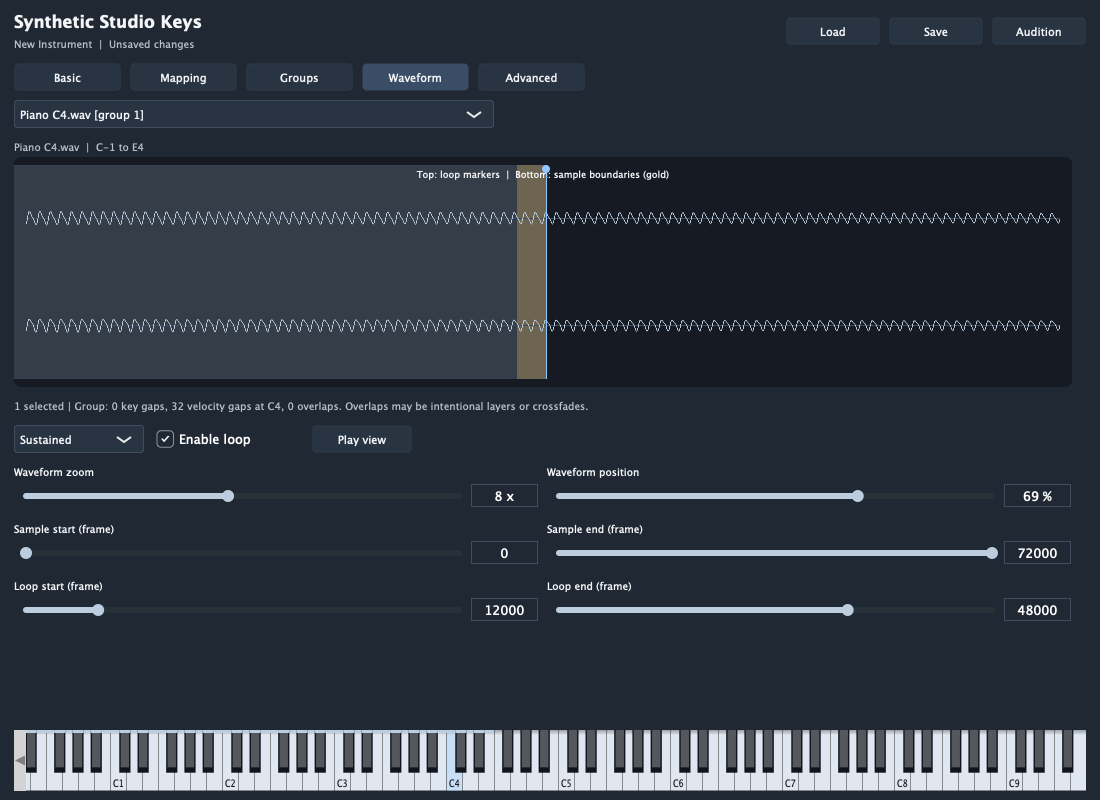 Synthetic Studio Keys
New Instrument | Unsaved changes
Load Save Audition
Basic Mapping Groups Waveform Advanced
Piano C4.wav [group 1]
Piano C4.wav | C-1 to E4
Top: loop markers | Bottom: sample boundaries (gold)
1 selected | Group: 0 key gaps, 32 velocity gaps at C4, 0 overlaps. Overlaps may be intentional layers or crossfades.
Sustained Enable loop Play view
Waveform zoom Waveform position
8 x 69 %
Sample start (frame) Sample end (frame)
0 72000
Loop start (frame) Loop end (frame)
12000 48000
C1 C2 C3 C4 C5 C6 C7 C8 C9